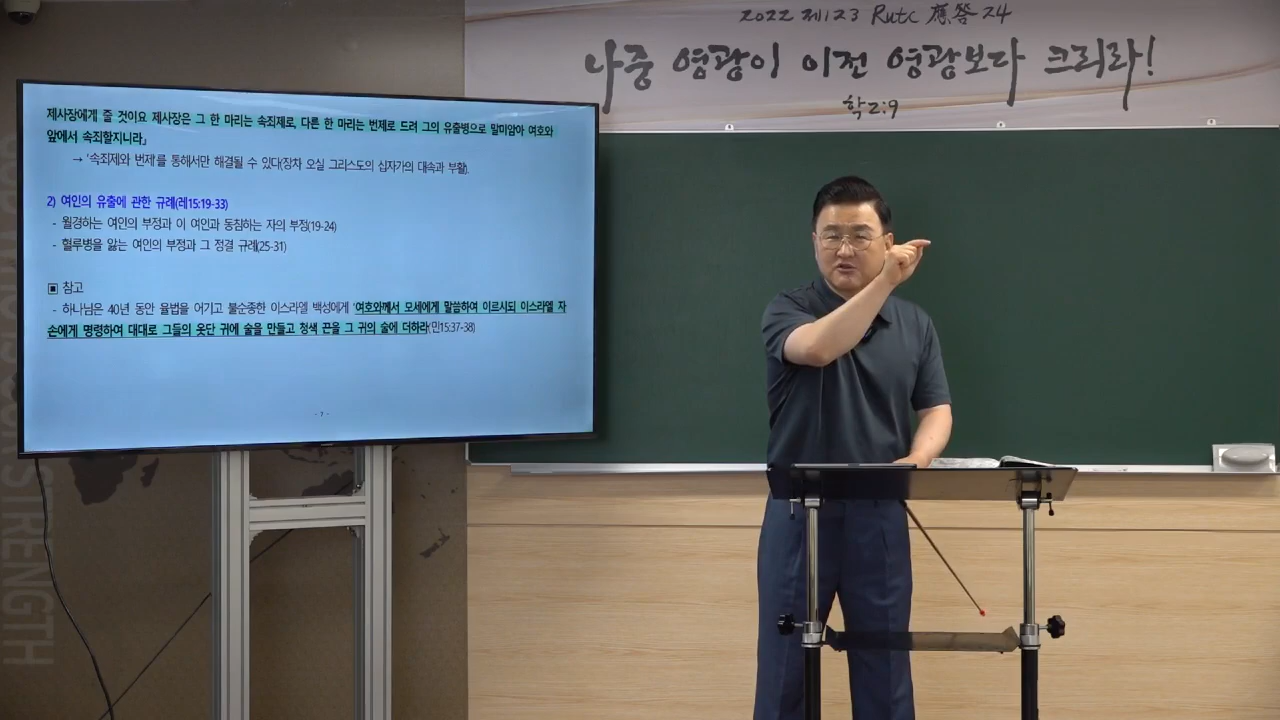 2022 제123 Rutc 應答 24
나중 영광이 이전 영광보다 크리라!
학2:9
제사장에게 줄 것이요 제사장은 그 한 마리는 속죄제로, 다른 한 마리는 번제로 드려 그의 유출병으로 말미암아 여호와
앞에서 속죄할지니라」
→ '속죄제와 번제'를 통해서만 해결될 수 있다(장차 오실 그리스도의 십자가의 대속과 부활).
2) 여인의 유출에 관한 규례(레15:19-33)
- 월경하는 여인의 부정과 이 여인과 동침하는 자의 부정(19-24)
- 혈루병을 앓는 여인의 부정과 그 정결 규례(25-31)
▣ 참고
- 하나님은 40년 동안 율법을 어기고 불순종한 이스라엘 백성에게 '여호와께서 모세에게 말씀하여 이르시되 이스라엘 자
손에게 명령하여 대대로 그들의 옷단 귀에 술을 만들고 청색 끈을 그 귀의 술에 더하라'(민15:37-38)
- 7 -
STRENGTH